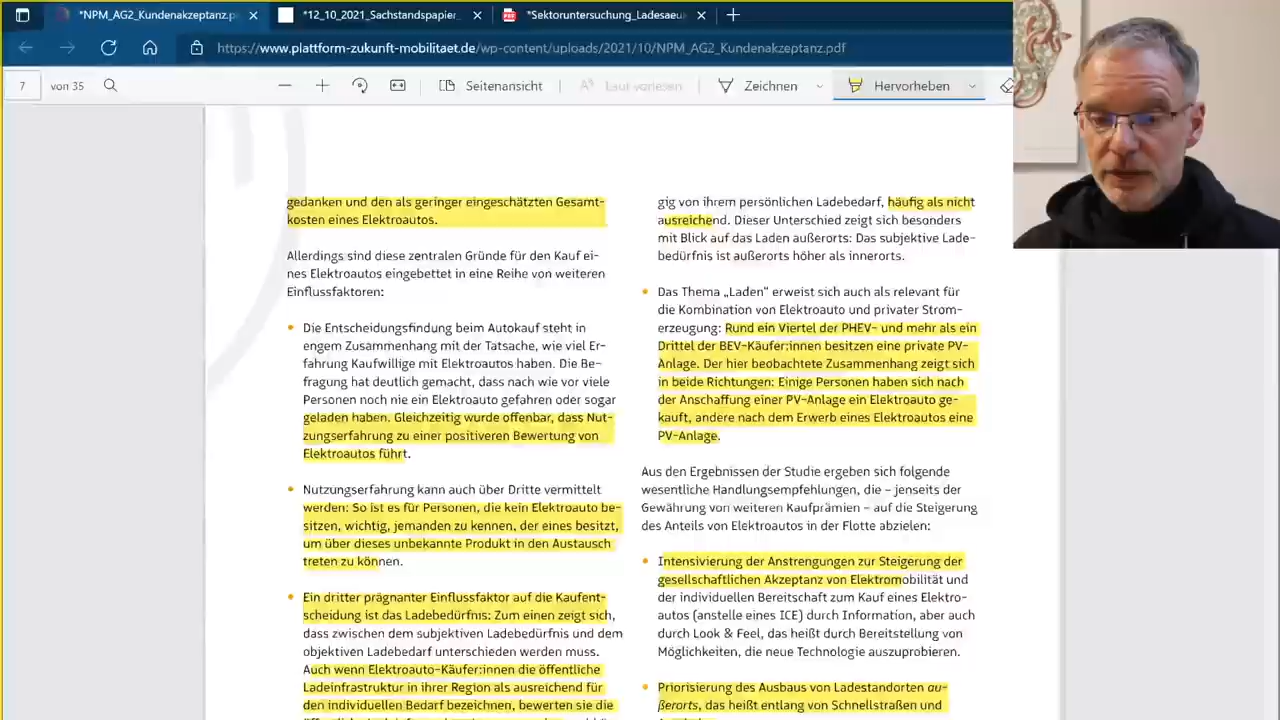 *NPM_AG2_Kundenakzeptanz.p
*12_10_2021_Sachstandspapier_
*Sektoruntersuchung_Ladesaeu
https://www.plattform-zukunft-mobilitaet.de/wp-content/uploads/2021/10/NPM_AG2_Kundenakzeptanz.pdf
7 von 35
Seitenansicht
Laut vorlesen
Zeichnen
Hervorheben
gedanken und den als geringer eingeschätzten Gesamt-
kosten eines Elektroautos.
Allerdings sind diese zentralen Gründe für den Kauf ei-
nes Elektroautos eingebettet in eine Reihe von weiteren
Einflussfaktoren:
• Die Entscheidungsfindung beim Autokauf steht in
engem Zusammenhang mit der Tatsache, wie viel Er-
fahrung Kaufwillige mit Elektroautos haben. Die Be-
fragung hat deutlich gemacht, dass nach wie vor viele
Personen noch nie ein Elektroauto gefahren oder sogar
geladen haben. Gleichzeitig wurde offenbar, dass Nut-
zungserfahrung zu einer positiveren Bewertung von
Elektroautos führt.
• Nutzungserfahrung kann auch über Dritte vermittelt
werden: So ist es für Personen, die kein Elektroauto be-
sitzen, wichtig, jemanden zu kennen, der eines besitzt,
um über dieses unbekannte Produkt in den Austausch
treten zu können.
• Ein dritter prägnanter Einflussfaktor auf die Kaufent-
scheidung ist das Ladebedürfnis: Zum einen zeigt sich,
dass zwischen dem subjektiven Ladebedürfnis und dem
objektiven Ladebedarf unterschieden werden muss.
Auch wenn Elektroauto-Käufer:innen die öffentliche
Ladeinfrastruktur in ihrer Region als ausreichend für
den individuellen Bedarf bezeichnen, bewerten sie die
gig von ihrem persönlichen Ladebedarf, häufig als nicht
ausreichend. Dieser Unterschied zeigt sich besonders
mit Blick auf das Laden außerorts: Das subjektive Lade-
bedürfnis ist außerorts höher als innerorts.
• Das Thema „Laden“ erweist sich auch als relevant für
die Kombination von Elektroauto und privater Strom-
erzeugung: Rund ein Viertel der PHEV- und mehr als ein
Drittel der BEV-Käufer:innen besitzen eine private PV-
Anlage. Der hier beobachtete Zusammenhang zeigt sich
in beide Richtungen: Einige Personen haben sich nach
der Anschaffung einer PV-Anlage ein Elektroauto ge-
kauft, andere nach dem Erwerb eines Elektroautos eine
PV-Anlage.
Aus den Ergebnissen der Studie ergeben sich folgende
wesentliche Handlungsempfehlungen, die – jenseits der
Gewährung von weiteren Kaufprämien – auf die Steigerung
des Anteils von Elektroautos in der Flotte abzielen:
• Intensivierung der Anstrengungen zur Steigerung der
gesellschaftlichen Akzeptanz von Elektromobilität und
der individuellen Bereitschaft zum Kauf eines Elektro-
autos (anstelle eines ICE) durch Information, aber auch
durch Look & Feel, das heißt durch Bereitstellung von
Möglichkeiten, die neue Technologie auszuprobieren.
• Priorisierung des Ausbaus von Ladestandorten au-
ßerorts, das heißt entlang von Schnellstraßen und